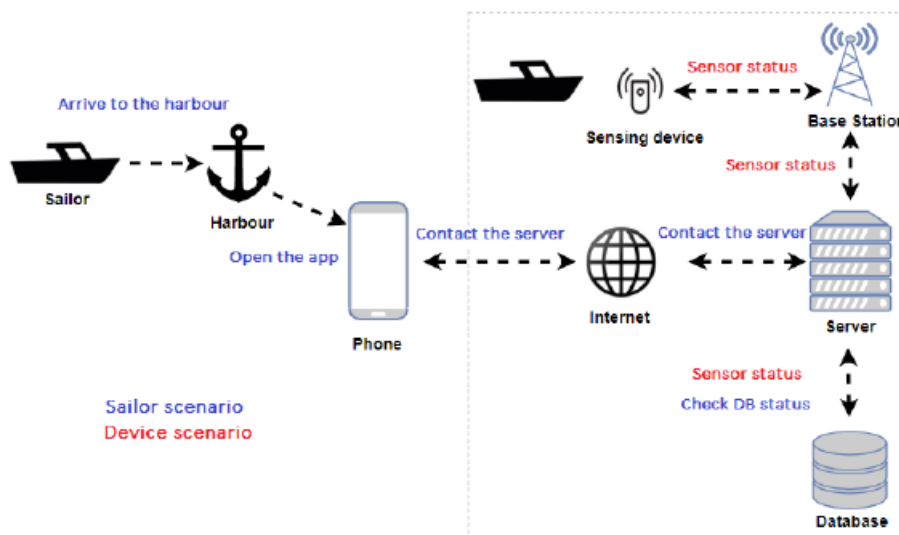 Sensor status
Sensing device
Base Station
Arrive to the harbour
Sailor
Harbour
Sensor status
Open the app
Contact the server
Contact the server
Internet
Server
Phone
Sensor status
Check DB status
Sailor scenario
Device scenario
Database